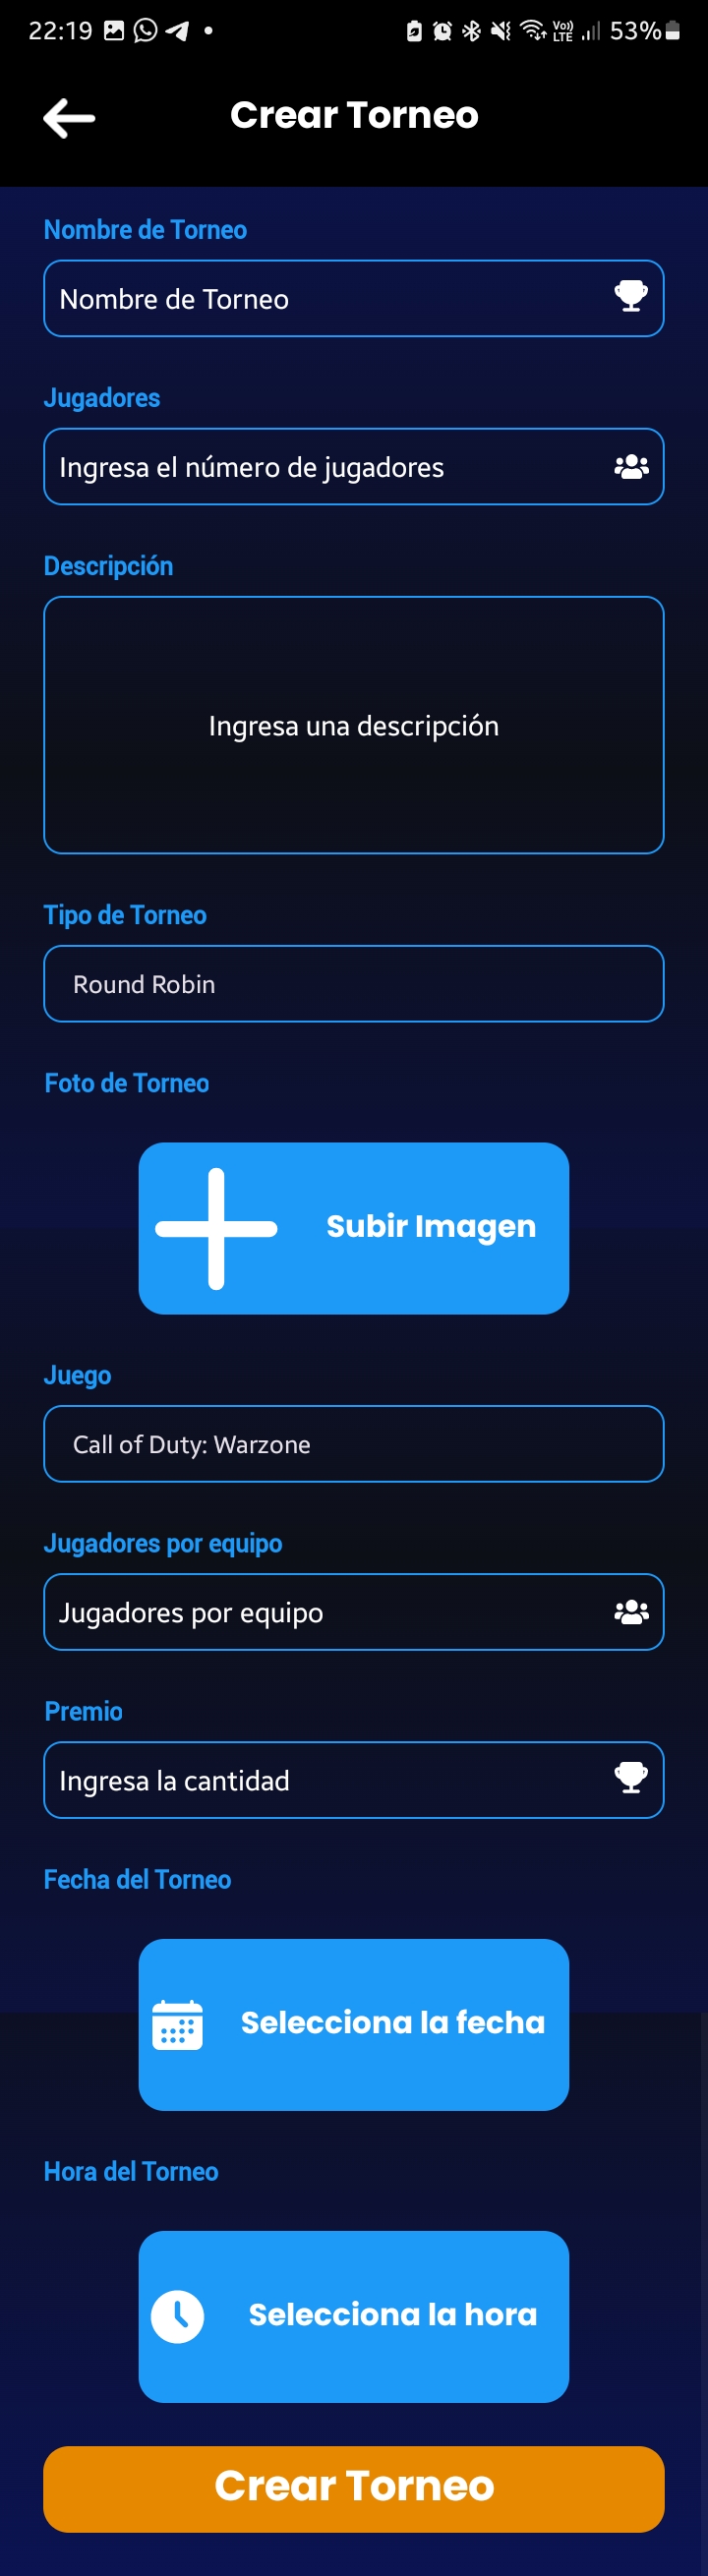 22:19
Vo))
LTE
53%
Crear Torneo
Nombre de Torneo
Nombre de Torneo
Jugadores
Ingresa el número de jugadores
Descripción
Ingresa una descripción
Tipo de Torneo
Round Robin
Foto de Torneo
Subir Imagen
Juego
Call of Duty: Warzone
Jugadores por equipo
Jugadores por equipo
Premio
Ingresa la cantidad
Fecha del Torneo
Selecciona la fecha
Hora del Torneo
Selecciona la hora
Crear Torneo